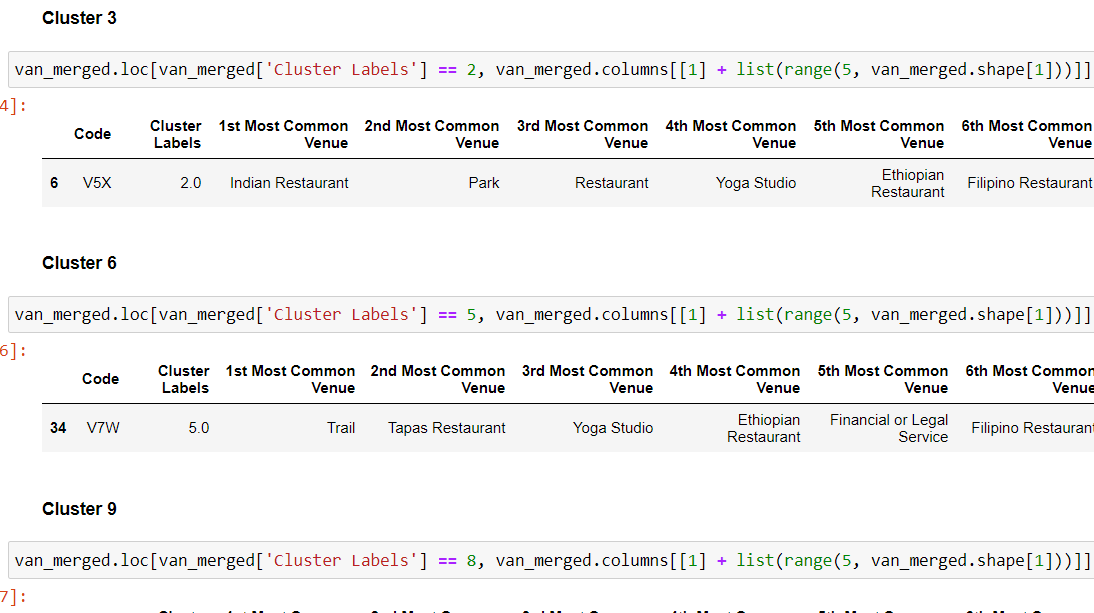 Cluster 3
van_merged.loc[van_merged['Cluster Labels'] == 2, van_merged.columns[[1] + list(range(5, van_merged.shape[1]))]]
4]:
Code Cluster Labels 1st Most Common Venue 2nd Most Common Venue 3rd Most Common Venue 4th Most Common Venue 5th Most Common Venue 6th Most Common Venue
6 V5X 2.0 Indian Restaurant Park Restaurant Yoga Studio Ethiopian Restaurant Filipino Restaurant
Cluster 6
van_merged.loc[van_merged['Cluster Labels'] == 5, van_merged.columns[[1] + list(range(5, van_merged.shape[1]))]]
6]:
Code Cluster Labels 1st Most Common Venue 2nd Most Common Venue 3rd Most Common Venue 4th Most Common Venue 5th Most Common Venue 6th Most Common Venue
34 V7W 5.0 Trail Tapas Restaurant Yoga Studio Ethiopian Restaurant Financial or Legal Service Filipino Restaurant
Cluster 9
van_merged.loc[van_merged['Cluster Labels'] == 8, van_merged.columns[[1] + list(range(5, van_merged.shape[1]))]]
7]: